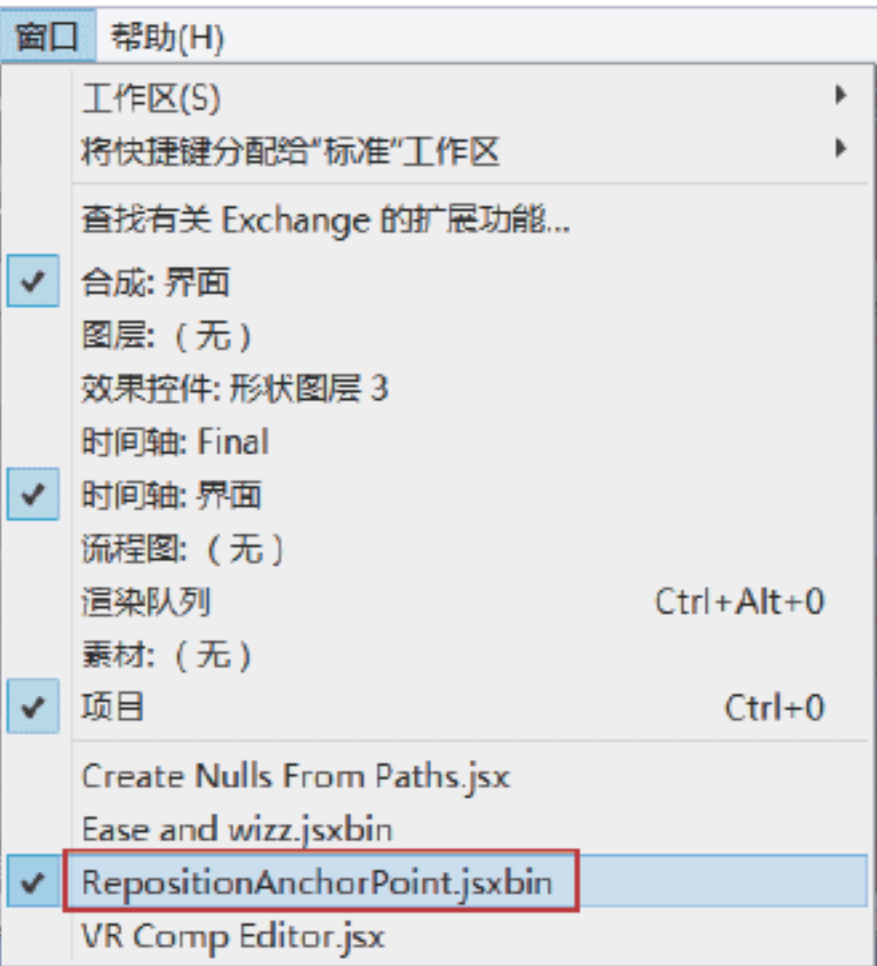 窗口 帮助(H)
工作区(S)
将快捷键分配给"标准"工作区
查找有关 Exchange 的扩展功能...
合成: 界面
图层: (无)
效果控件: 形状图层 3
时间轴: Final
时间轴: 界面
流程图: (无)
渲染队列 Ctrl+Alt+0
素材: (无)
项目 Ctrl+0
Create Nulls From Paths.jsx
Ease and wizz.jsxbin
RepositionAnchorPoint.jsxbin
VR Comp Editor.jsx